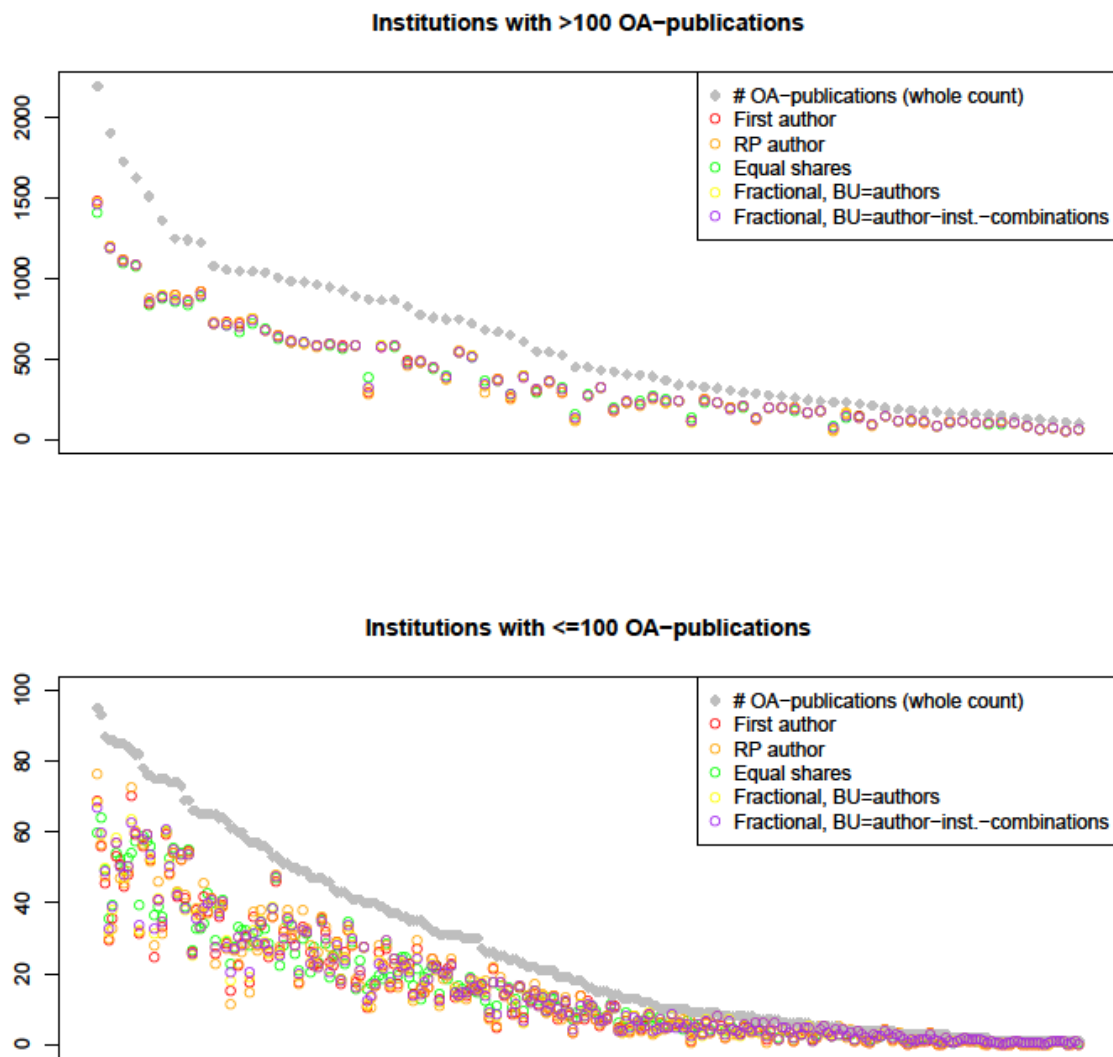 Institutions with >100 OA−publications
2000
1500
1000
500
0
# OA−publications (whole count)
First author
RP author
Equal shares
Fractional, BU=authors
Fractional, BU=author−inst.−combinations
Institutions with <=100 OA−publications
100
80
60
40
20
0
# OA−publications (whole count)
First author
RP author
Equal shares
Fractional, BU=authors
Fractional, BU=author−inst.−combinations